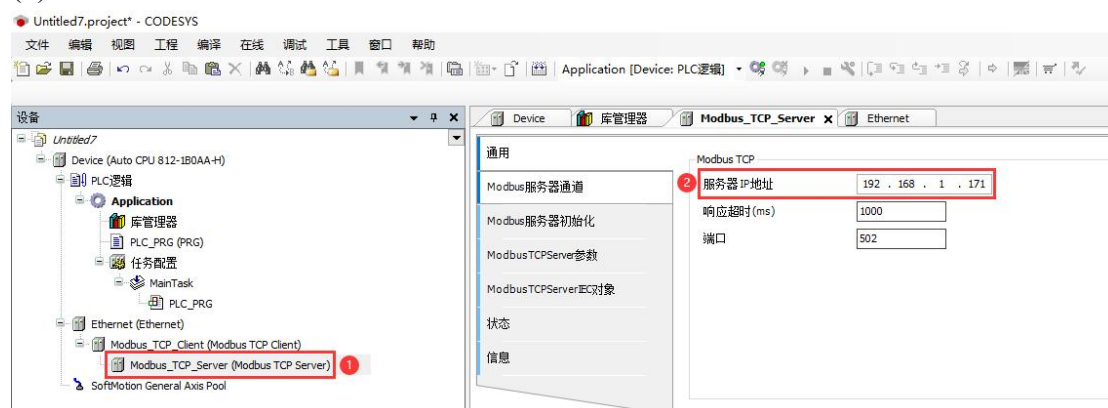 Untitled7.project* - CODESYS
文件 编辑 视图 工程 编译 在线 调试 工具 窗口 帮助
Application [Device: PLC逻辑]
设备
Untitled7
Device (Auto CPU 812-1B0AA-H)
PLC逻辑
Application
库管理器
PLC_PRG (PRG)
任务配置
MainTask
PLC_PRG
Ethernet (Ethernet)
Modbus_TCP_Client (Modbus TCP Client)
Modbus_TCP_Server (Modbus TCP Server) 1
SoftMotion General Axis Pool
Device 库管理器 Modbus_TCP_Server Ethernet
通用
Modbus服务器通道
Modbus服务器初始化
ModbusTCPServer参数
ModbusTCPServerIEC对象
状态
信息
Modbus TCP
2 服务器IP地址 192 . 168 . 1 . 171
响应超时(ms) 1000
端口 502